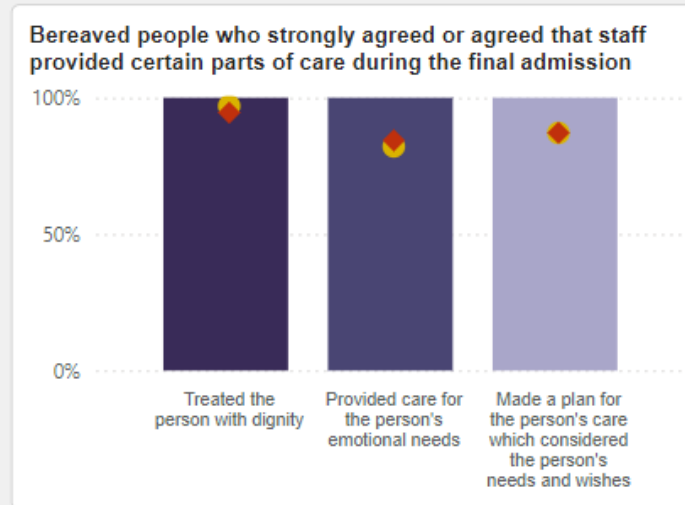 Bereaved people who strongly agreed or agreed that staff
provided certain parts of care during the final admission
100%
50%
0%
Treated the
person with dignity
Provided care for
the person's
emotional needs
Made a plan for
the person's care
which considered
the person's
needs and wishes